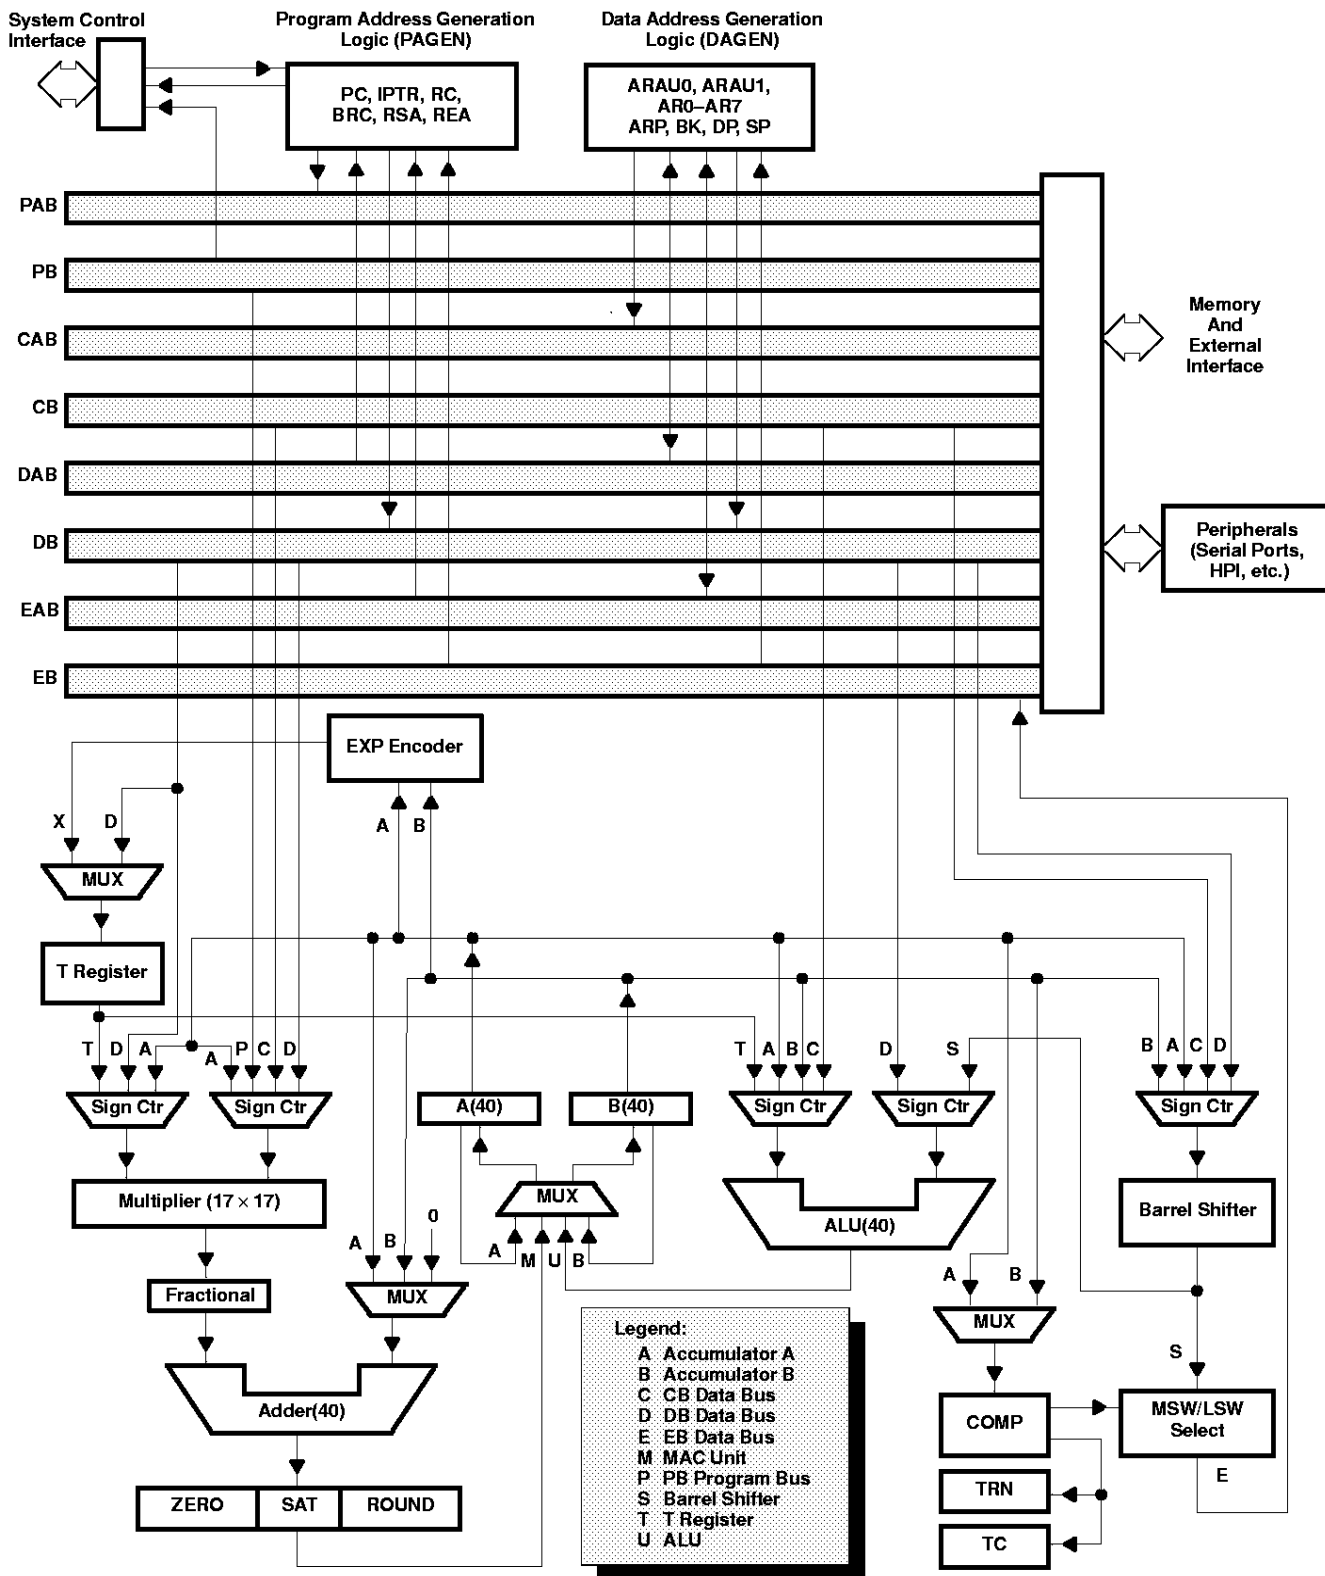 System Control
Interface
Program Address Generation
Logic (PAGEN)
Data Address Generation
Logic (DAGEN)
PC, IPTR, RC,
BRC, RSA, REA
ARAU0, ARAU1,
AR0–AR7
ARP, BK, DP, SP
PAB
PB
CAB
CB
DAB
DB
EAB
EB
Memory
And
External
Interface
Peripherals
(Serial Ports,
HPI, etc.)
EXP Encoder
X
D
A
B
MUX
T Register
T
D
A
A
P
C
D
T
A
B
C
D
S
B
A
C
D
Sign Ctr
Sign Ctr
A(40)
B(40)
Sign Ctr
Sign Ctr
Sign Ctr
Multiplier (17 × 17)
MUX
ALU(40)
Barrel Shifter
A
B
0
A
M
U
B
A
B
Fractional
MUX
MUX
S
Adder(40)
COMP
MSW/LSW
Select
E
ZERO
SAT
ROUND
TRN
TC
Legend:
A Accumulator A
B Accumulator B
C CB Data Bus
D DB Data Bus
E EB Data Bus
M MAC Unit
P PB Program Bus
S Barrel Shifter
T T Register
U ALU